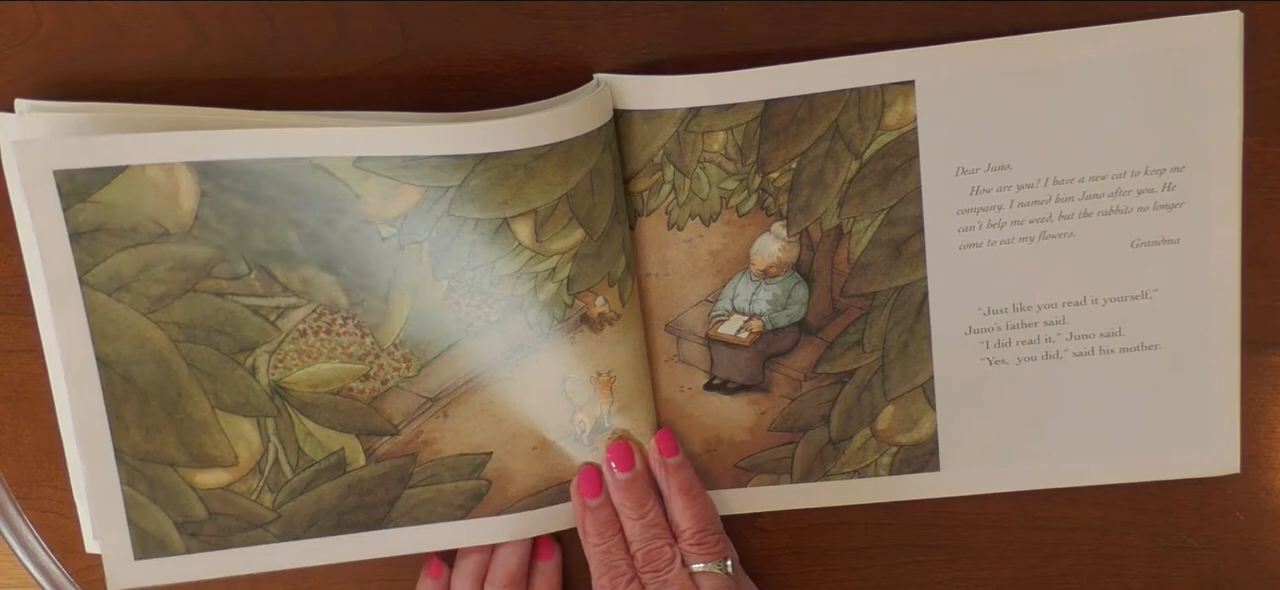 Dear Juno,
How are you? I have a new cat to keep me
company. I named him Juno after you. He
can't help me weed, but the rabbits no longer
come to eat my flowers.
Grandma
"Just like you read it yourself,"
Juno's father said.
"I did read it," Juno said.
"Yes, you did," said his mother.